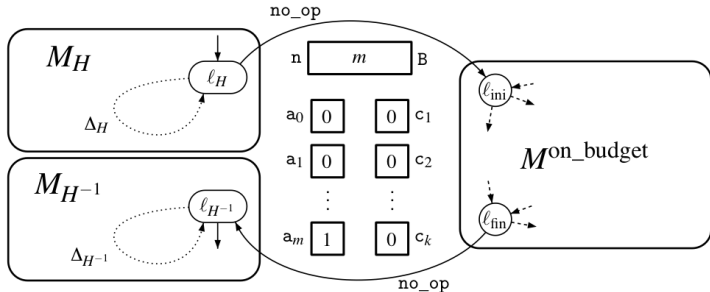 no_op
M_H
ℓ_H
Δ_H
n m B
a_0 0 0 c_1
a_1 0 0 c_2
⋮ ⋮
a_m 1 0 c_k
M_{H^{-1}}
ℓ_{H^{-1}}
Δ_{H^{-1}}
ℓ_ini
M^{on_budget}
ℓ_fin
no_op